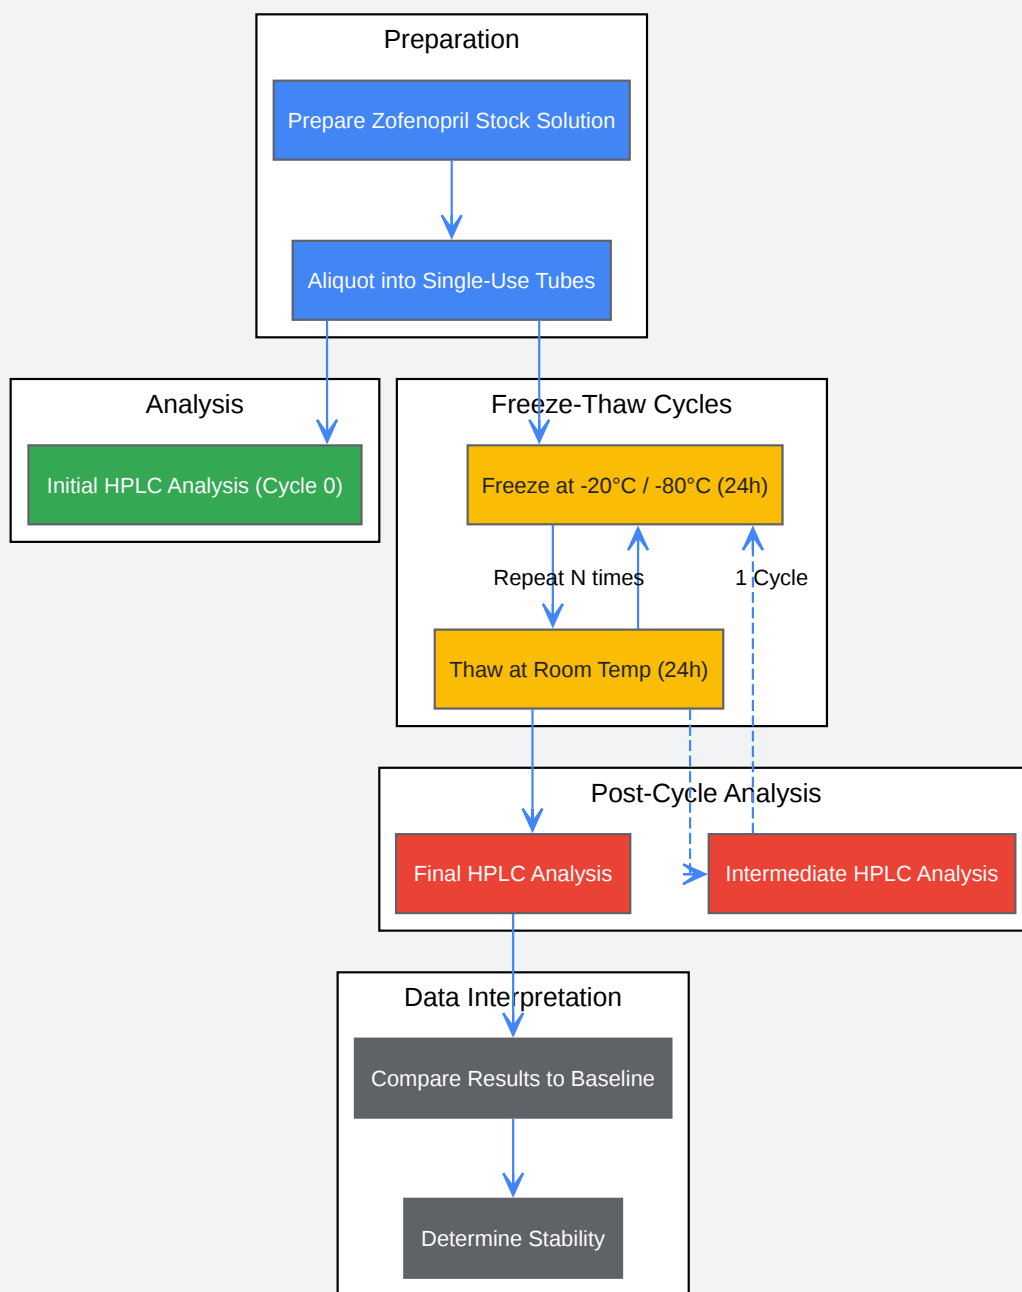 Preparation
Prepare Zofenopril Stock Solution
Aliquot into Single-Use Tubes
Analysis
Initial HPLC Analysis (Cycle 0)
Freeze-Thaw Cycles
Freeze at -20°C / -80°C (24h)
Repeat N times
1 Cycle
Thaw at Room Temp (24h)
Post-Cycle Analysis
Final HPLC Analysis
Intermediate HPLC Analysis
Data Interpretation
Compare Results to Baseline
Determine Stability